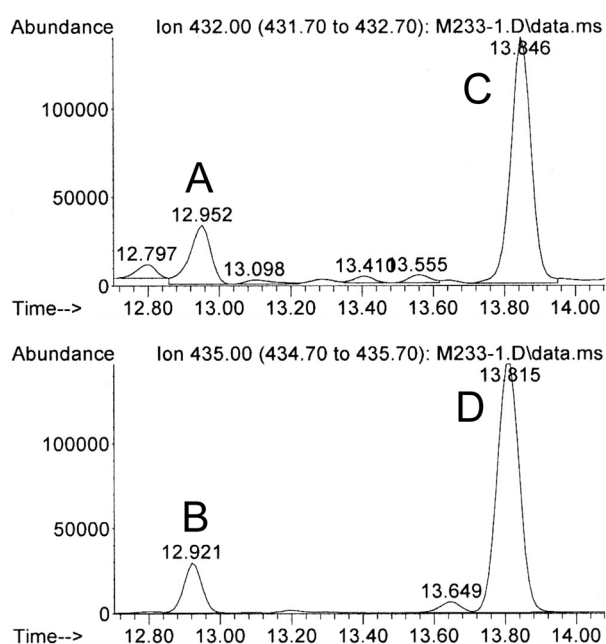 Abundance Ion 432.00 (431.70 to 432.70): M233-1.D\data.ms
13.846
C
100000
A
50000
12.952
12.797
13.098
13.410
13.555
0
12.80 13.00 13.20 13.40 13.60 13.80 14.00
Time-->
Abundance Ion 435.00 (434.70 to 435.70): M233-1.D\data.ms
13.815
D
100000
B
50000
12.921
13.649
0
12.80 13.00 13.20 13.40 13.60 13.80 14.00
Time-->